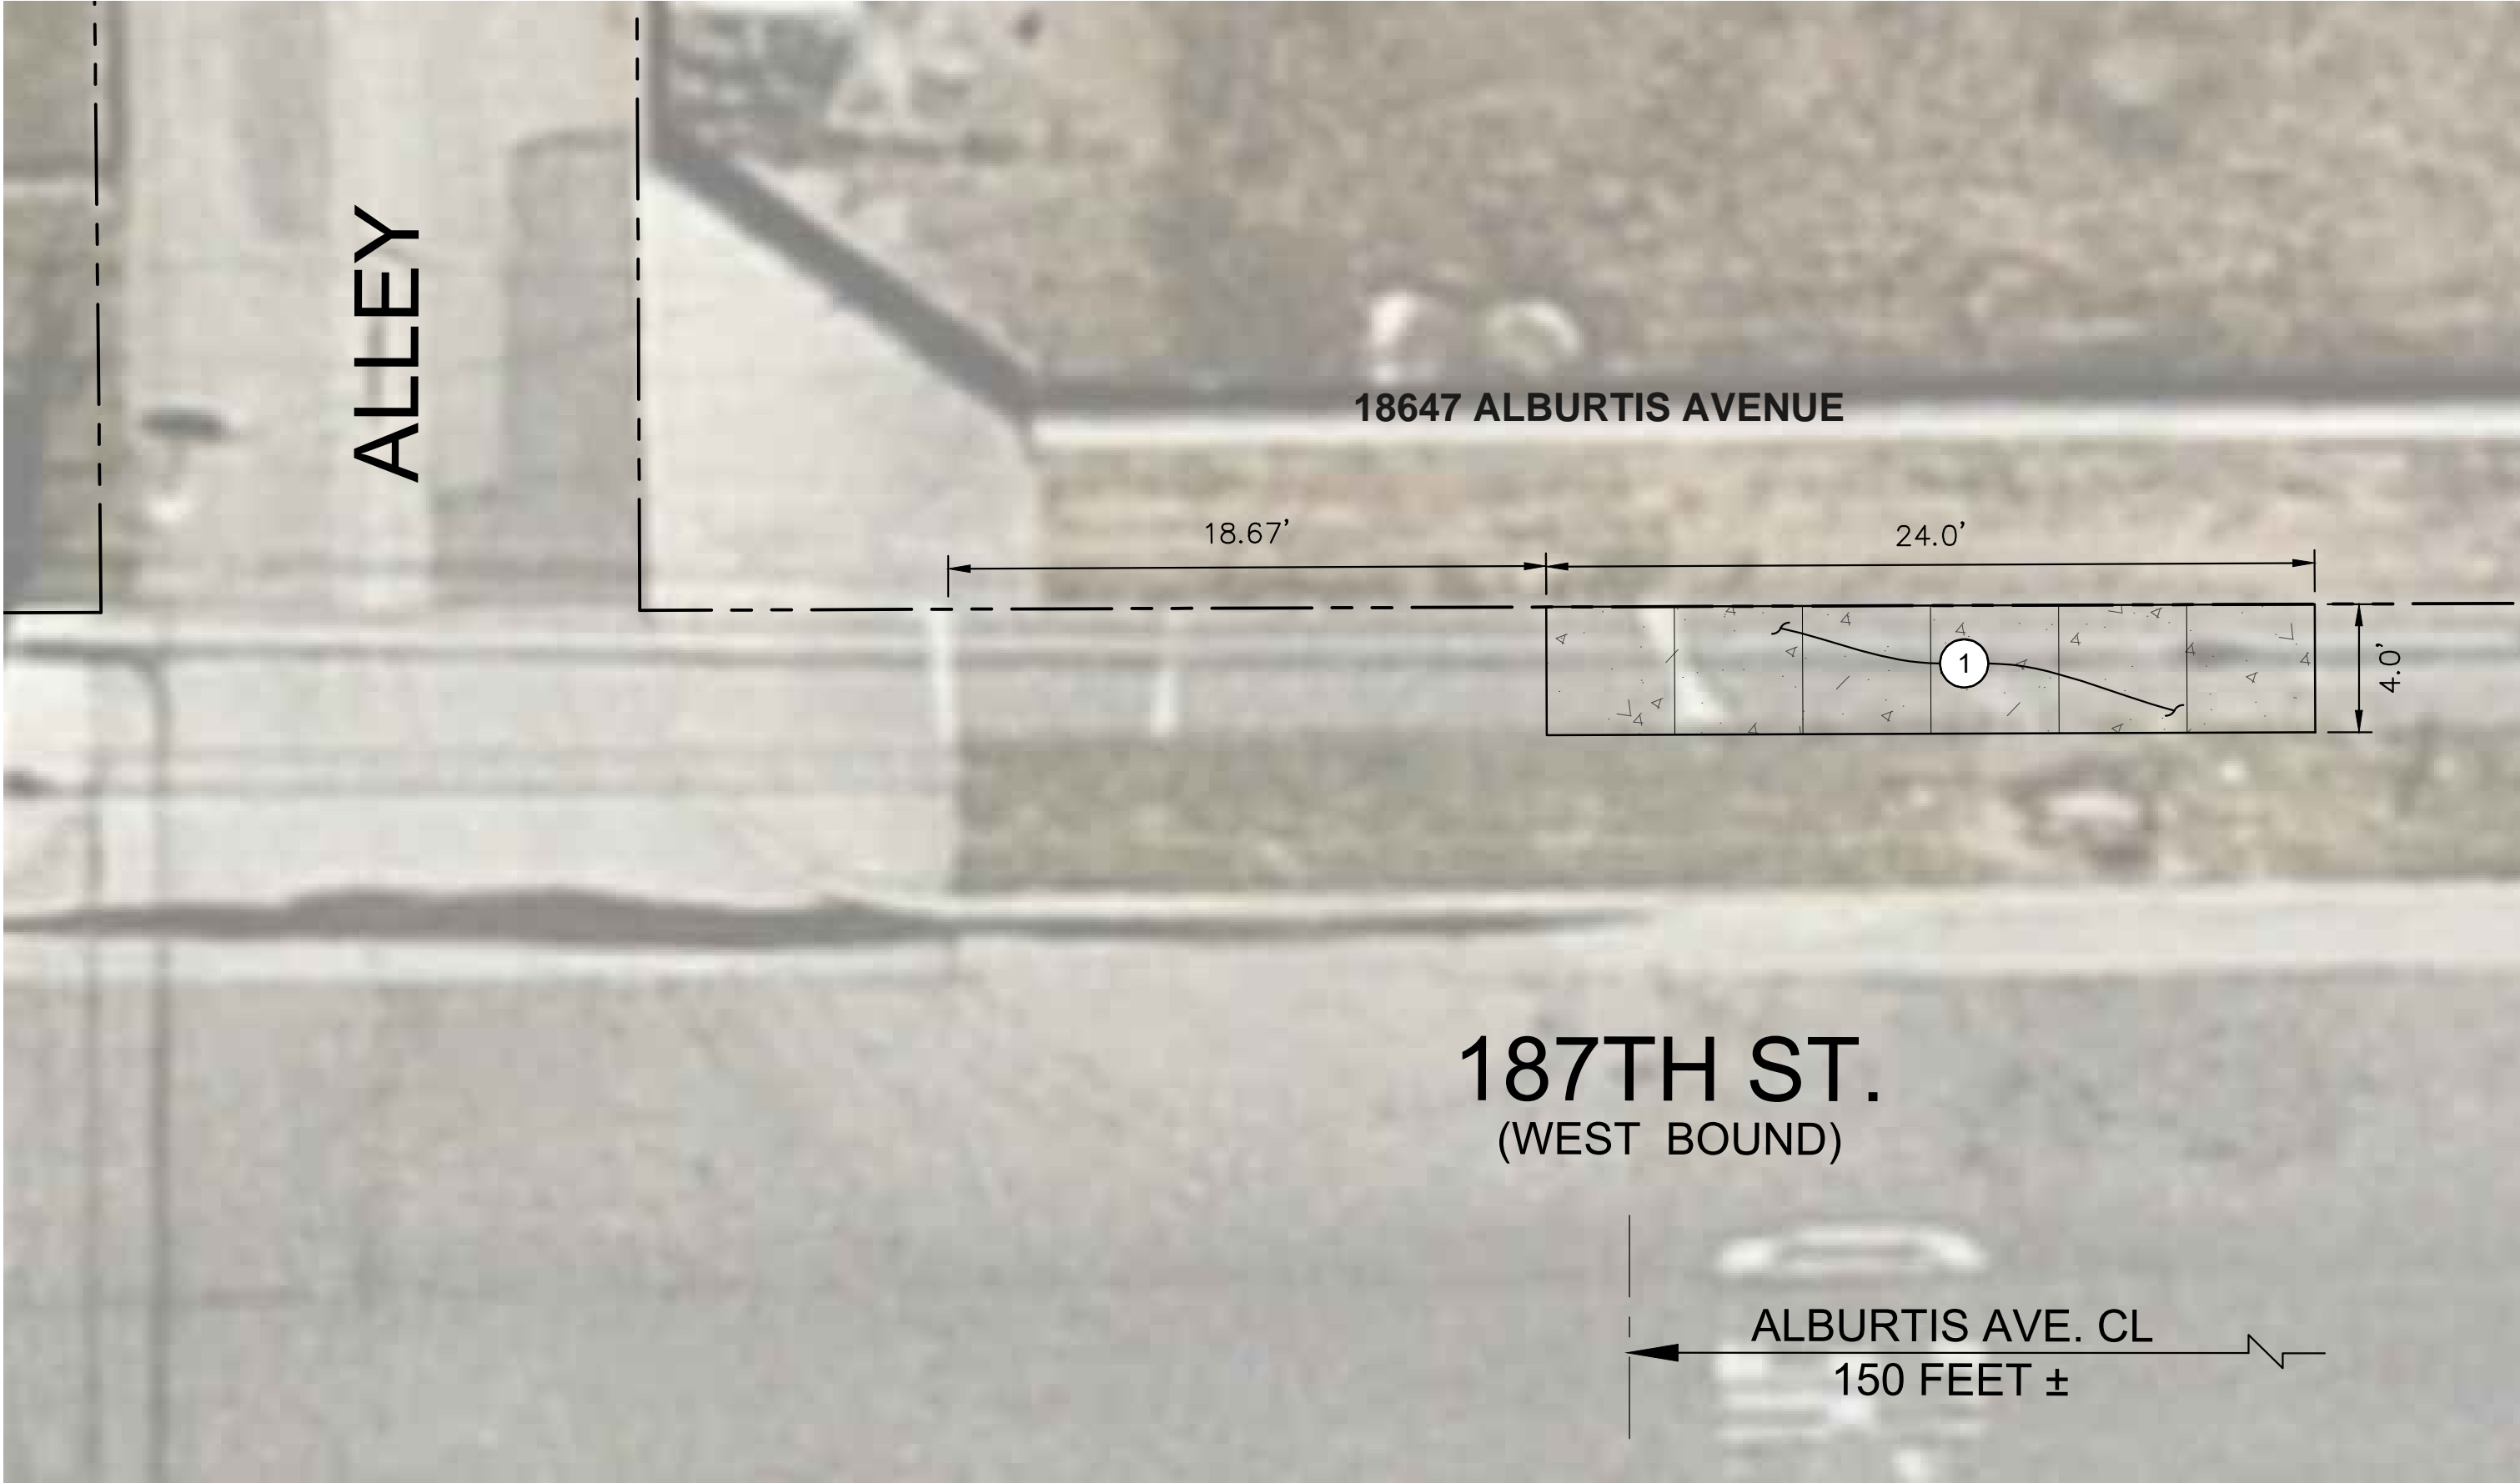 ALLEY
18647 ALBURTIS AVENUE
18.67’
24.0’
1
4.0’
187TH ST.
(WEST BOUND)
ALBURTIS AVE. CL
150 FEET ±